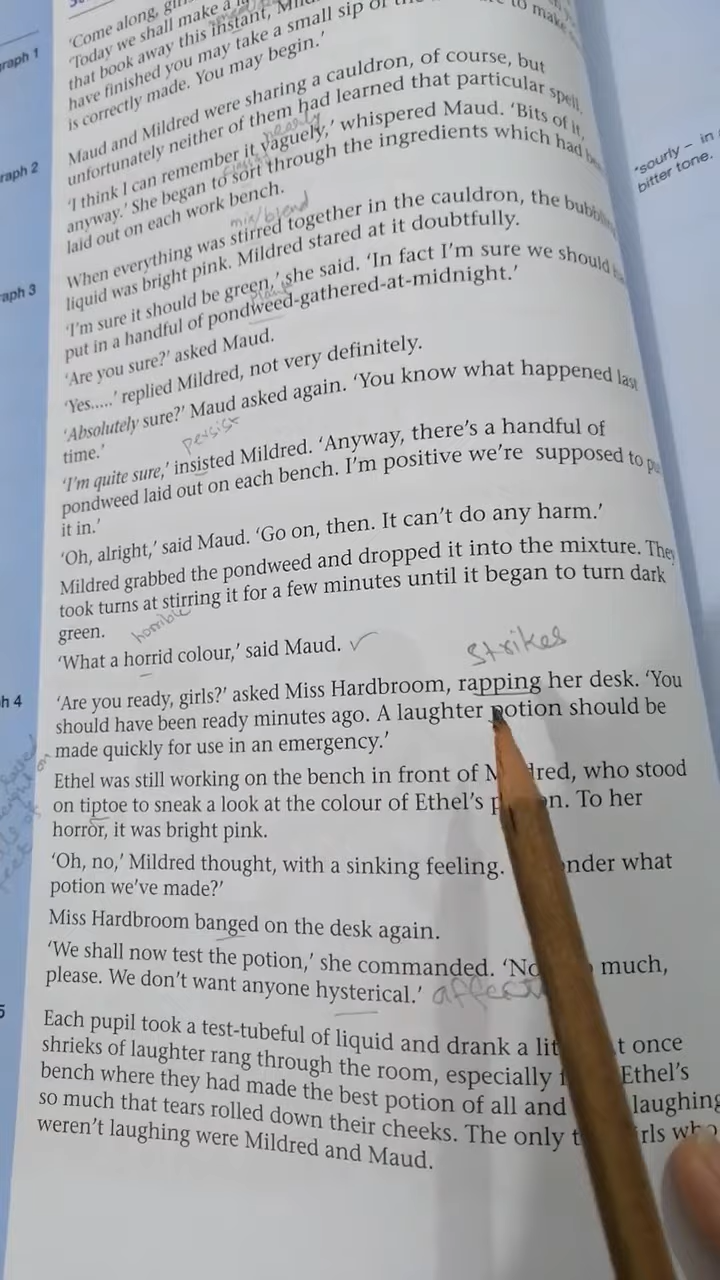 'Come along,
'Today we shall make a
raph 1
that book away this instant,
have finished you may take a small sip of
to make
is correctly made. You may begin.'
Maud and Mildred were sharing a cauldron, of course, but
unfortunately neither of them had learned that particular spell.
nearly
raph 2
'I think I can remember it vaguely,' whispered Maud. 'Bits of it,
anyway.' She began to sort through the ingredients which had
laid out on each work bench.
*sourly – in
bitter tone.
mix/blend
When everything was stirred together in the cauldron, the
liquid was bright pink. Mildred stared at it doubtfully.
aph 3
'I'm sure it should be green,' she said. 'In fact I'm sure we should
put in a handful of pondweed-gathered-at-midnight.'
'Are you sure?' asked Maud.
'Yes.....' replied Mildred, not very definitely.
'Absolutely sure?' Maud asked again. 'You know what happened last
time.'
persist
'I'm quite sure,' insisted Mildred. 'Anyway, there's a handful of
pondweed laid out on each bench. I'm positive we're supposed to
it in.'
'Oh, alright,' said Maud. 'Go on, then. It can't do any harm.'
Mildred grabbed the pondweed and dropped it into the mixture. They
took turns at stirring it for a few minutes until it began to turn dark
green.
horrible
'What a horrid colour,' said Maud.
strikes
h 4
'Are you ready, girls?' asked Miss Hardbroom, rapping her desk. 'You
should have been ready minutes ago. A laughter potion should be
made quickly for use in an emergency.'
Ethel was still working on the bench in front of M dred, who stood
on tiptoe to sneak a look at the colour of Ethel's p on. To her
horror, it was bright pink.
'Oh, no,' Mildred thought, with a sinking feeling. nder what
potion we've made?'
Miss Hardbroom banged on the desk again.
'We shall now test the potion,' she commanded. 'No much,
please. We don't want anyone hysterical.'
5
Each pupil took a test-tubeful of liquid and drank a lit t once
shrieks of laughter rang through the room, especially Ethel's
bench where they had made the best potion of all and laughing
so much that tears rolled down their cheeks. The only t rls who
weren't laughing were Mildred and Maud.